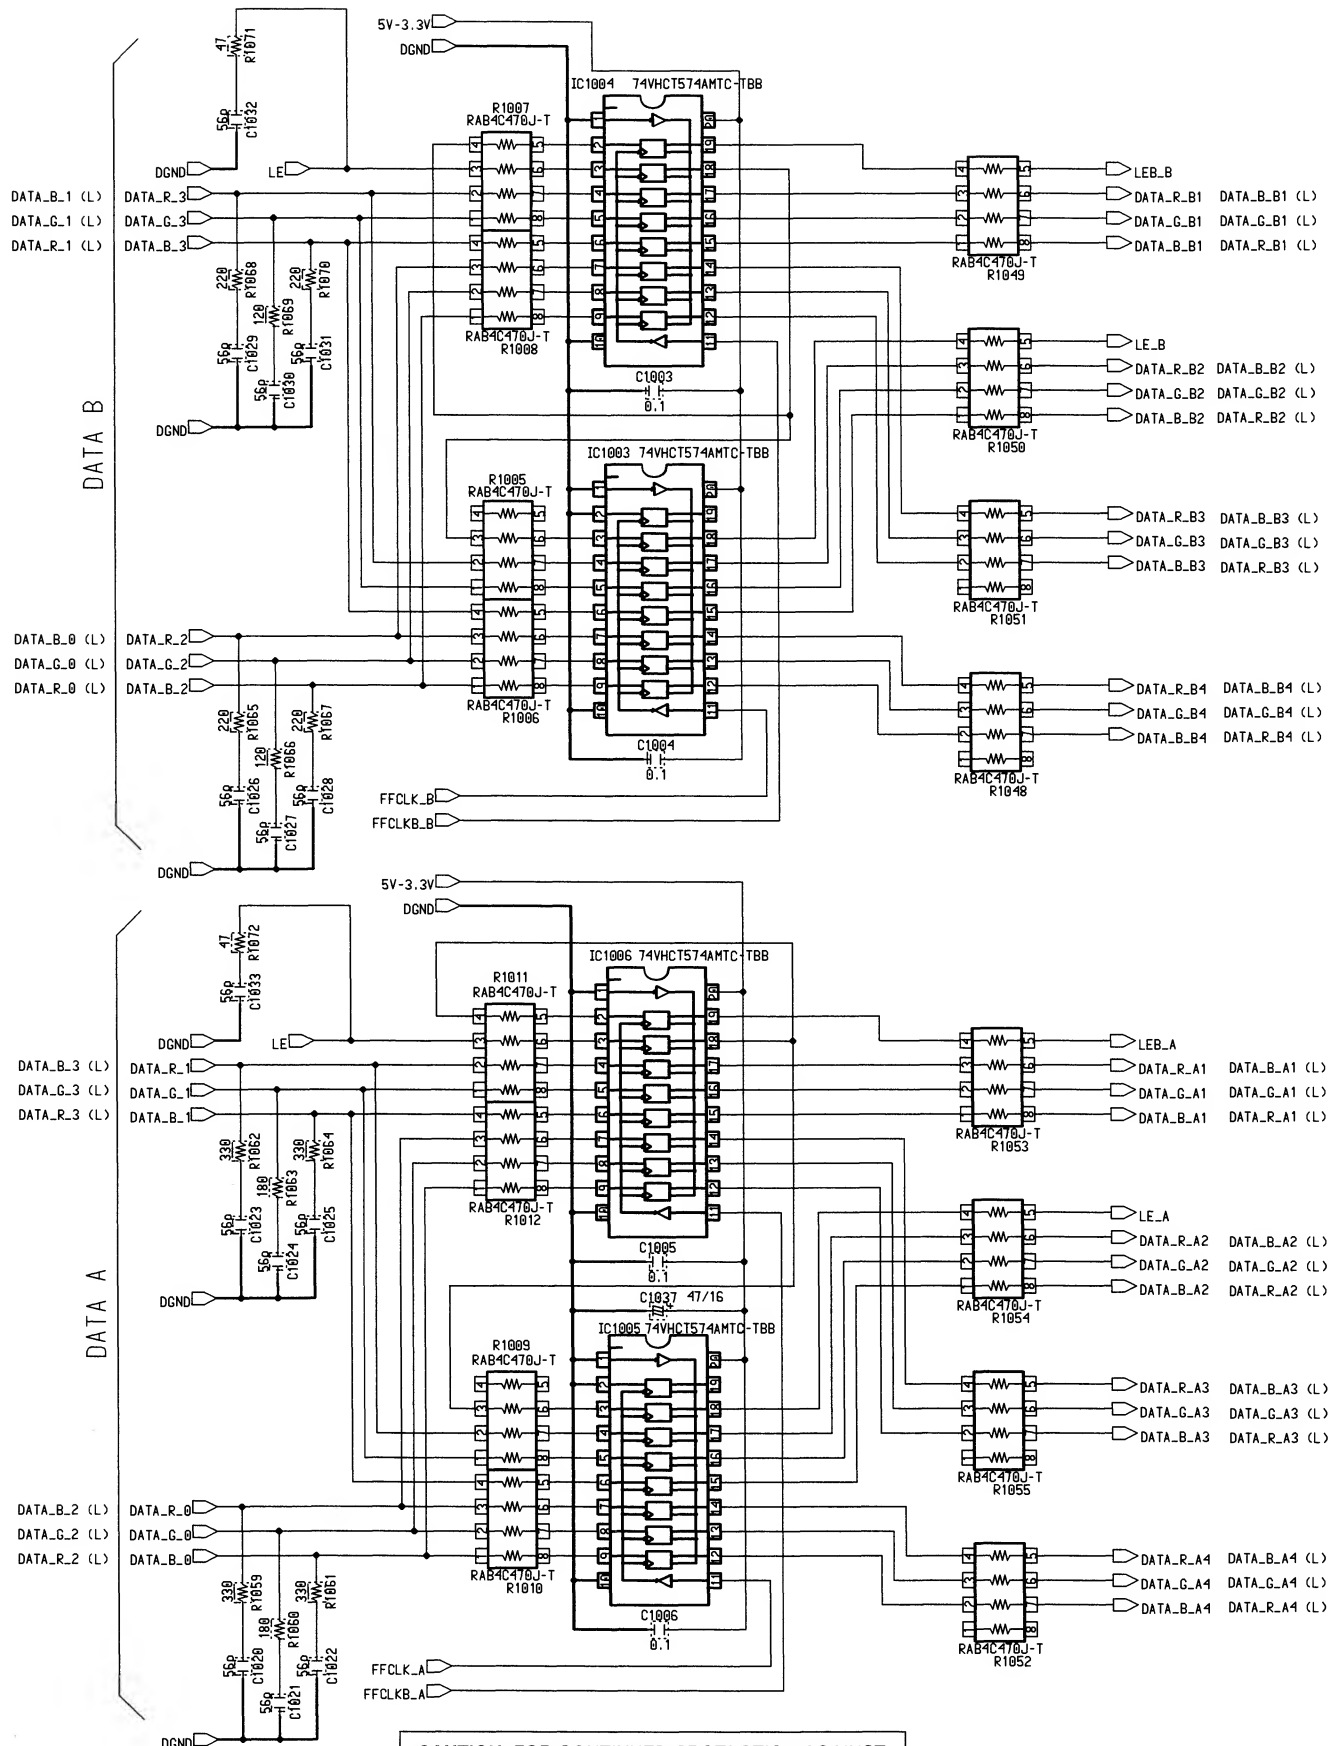 5V-3.3V
DGND
47
R1071
56p
C1032
IC1004 74VHCT574AMTC-TBB
R1007
RAB4C470J-T
DGND
LE
LEB_B
DATA_B_1 (L) DATA_R_3
DATA_R_B1 DATA_B_B1 (L)
DATA_G_1 (L) DATA_G_3
DATA_G_B1 DATA_G_B1 (L)
DATA_R_1 (L) DATA_B_3
DATA_B_B1 DATA_R_B1 (L)
RAB4C470J-T
R1049
220
R1068
120
R1069
220
R1070
56p
C1029
56p
C1030
56p
C1031
RAB4C470J-T
R1008
C1003
0.1
LE_B
DATA_R_B2 DATA_B_B2 (L)
DATA_G_B2 DATA_G_B2 (L)
DATA_B_B2 DATA_R_B2 (L)
RAB4C470J-T
R1050
DGND
DATA B
IC1003 74VHCT574AMTC-TBB
R1005
RAB4C470J-T
DATA_R_B3 DATA_B_B3 (L)
DATA_G_B3 DATA_G_B3 (L)
DATA_B_B3 DATA_R_B3 (L)
RAB4C470J-T
R1051
DATA_B_0 (L) DATA_R_2
DATA_G_0 (L) DATA_G_2
DATA_R_0 (L) DATA_B_2
RAB4C470J-T
R1006
DATA_R_B4 DATA_B_B4 (L)
DATA_G_B4 DATA_G_B4 (L)
DATA_B_B4 DATA_R_B4 (L)
RAB4C470J-T
R1048
220
R1065
120
R1066
220
R1067
56p
C1026
56p
C1027
56p
C1028
C1004
0.1
FFCLK_B
FFCLKB_B
DGND
5V-3.3V
DGND
47
R1072
56p
C1033
IC1006 74VHCT574AMTC-TBB
R1011
RAB4C470J-T
DGND
LE
LEB_A
DATA_B_3 (L) DATA_R_1
DATA_R_A1 DATA_B_A1 (L)
DATA_G_3 (L) DATA_G_1
DATA_G_A1 DATA_G_A1 (L)
DATA_R_3 (L) DATA_B_1
DATA_B_A1 DATA_R_A1 (L)
RAB4C470J-T
R1053
330
R1062
180
R1063
330
R1064
56p
C1023
56p
C1024
56p
C1025
RAB4C470J-T
R1012
C1005
0.1
C1037 47/16
+
LE_A
DATA_R_A2 DATA_B_A2 (L)
DATA_G_A2 DATA_G_A2 (L)
DATA_B_A2 DATA_R_A2 (L)
RAB4C470J-T
R1054
DGND
DATA A
IC1005 74VHCT574AMTC-TBB
R1009
RAB4C470J-T
DATA_R_A3 DATA_B_A3 (L)
DATA_G_A3 DATA_G_A3 (L)
DATA_B_A3 DATA_R_A3 (L)
RAB4C470J-T
R1055
DATA_B_2 (L) DATA_R_0
DATA_G_2 (L) DATA_G_0
DATA_R_2 (L) DATA_B_0
RAB4C470J-T
R1010
DATA_R_A4 DATA_B_A4 (L)
DATA_G_A4 DATA_G_A4 (L)
DATA_B_A4 DATA_R_A4 (L)
RAB4C470J-T
R1052
330
R1059
180
R1060
330
R1061
56p
C1020
56p
C1021
56p
C1022
C1006
0.1
FFCLK_A
FFCLKB_A
DGND